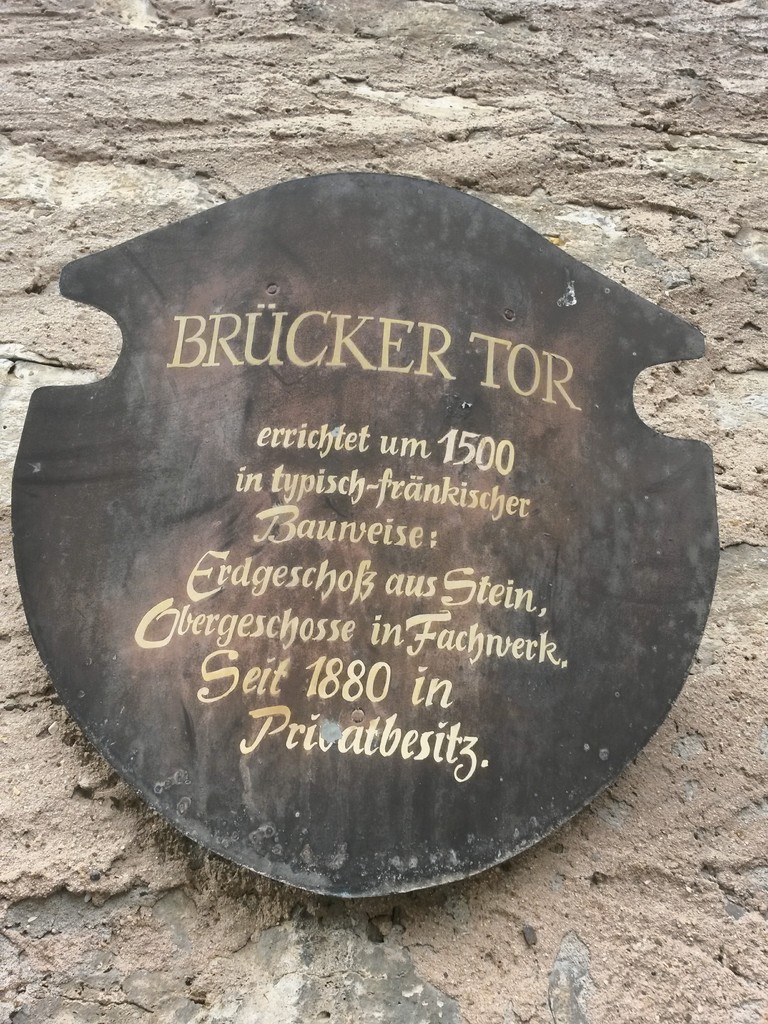 BRÜCKER TOR
errichtet um 1500
in typisch-fränkischer
Bauweise:
Erdgeschoß aus Stein,
Obergeschosse in Fachwerk.
Seit 1880 in
Privatbesitz.